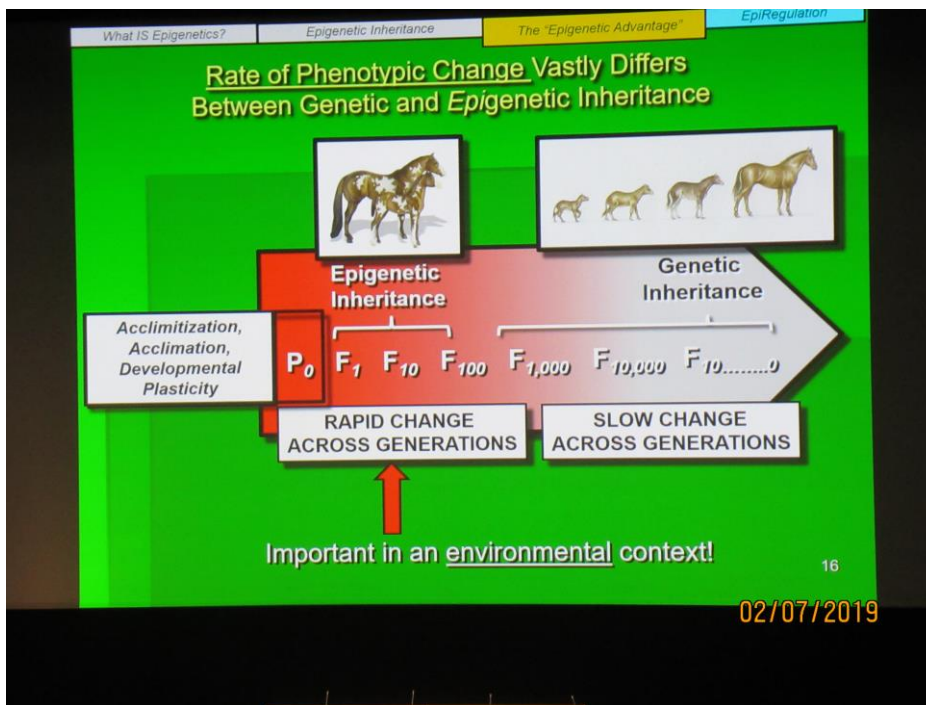 What IS Epigenetics?
Epigenetic Inheritance
The "Epigenetic Advantage"
EpiRegulation
Rate of Phenotypic Change Vastly Differs
Between Genetic and Epigenetic Inheritance
Epigenetic
Inheritance
Genetic
Inheritance
Acclimitization,
Acclimation,
Developmental
Plasticity
P0 F1 F10 F100 F1,000 F10,000 F10........0
RAPID CHANGE
ACROSS GENERATIONS
SLOW CHANGE
ACROSS GENERATIONS
Important in an environmental context!
16
02/07/2019